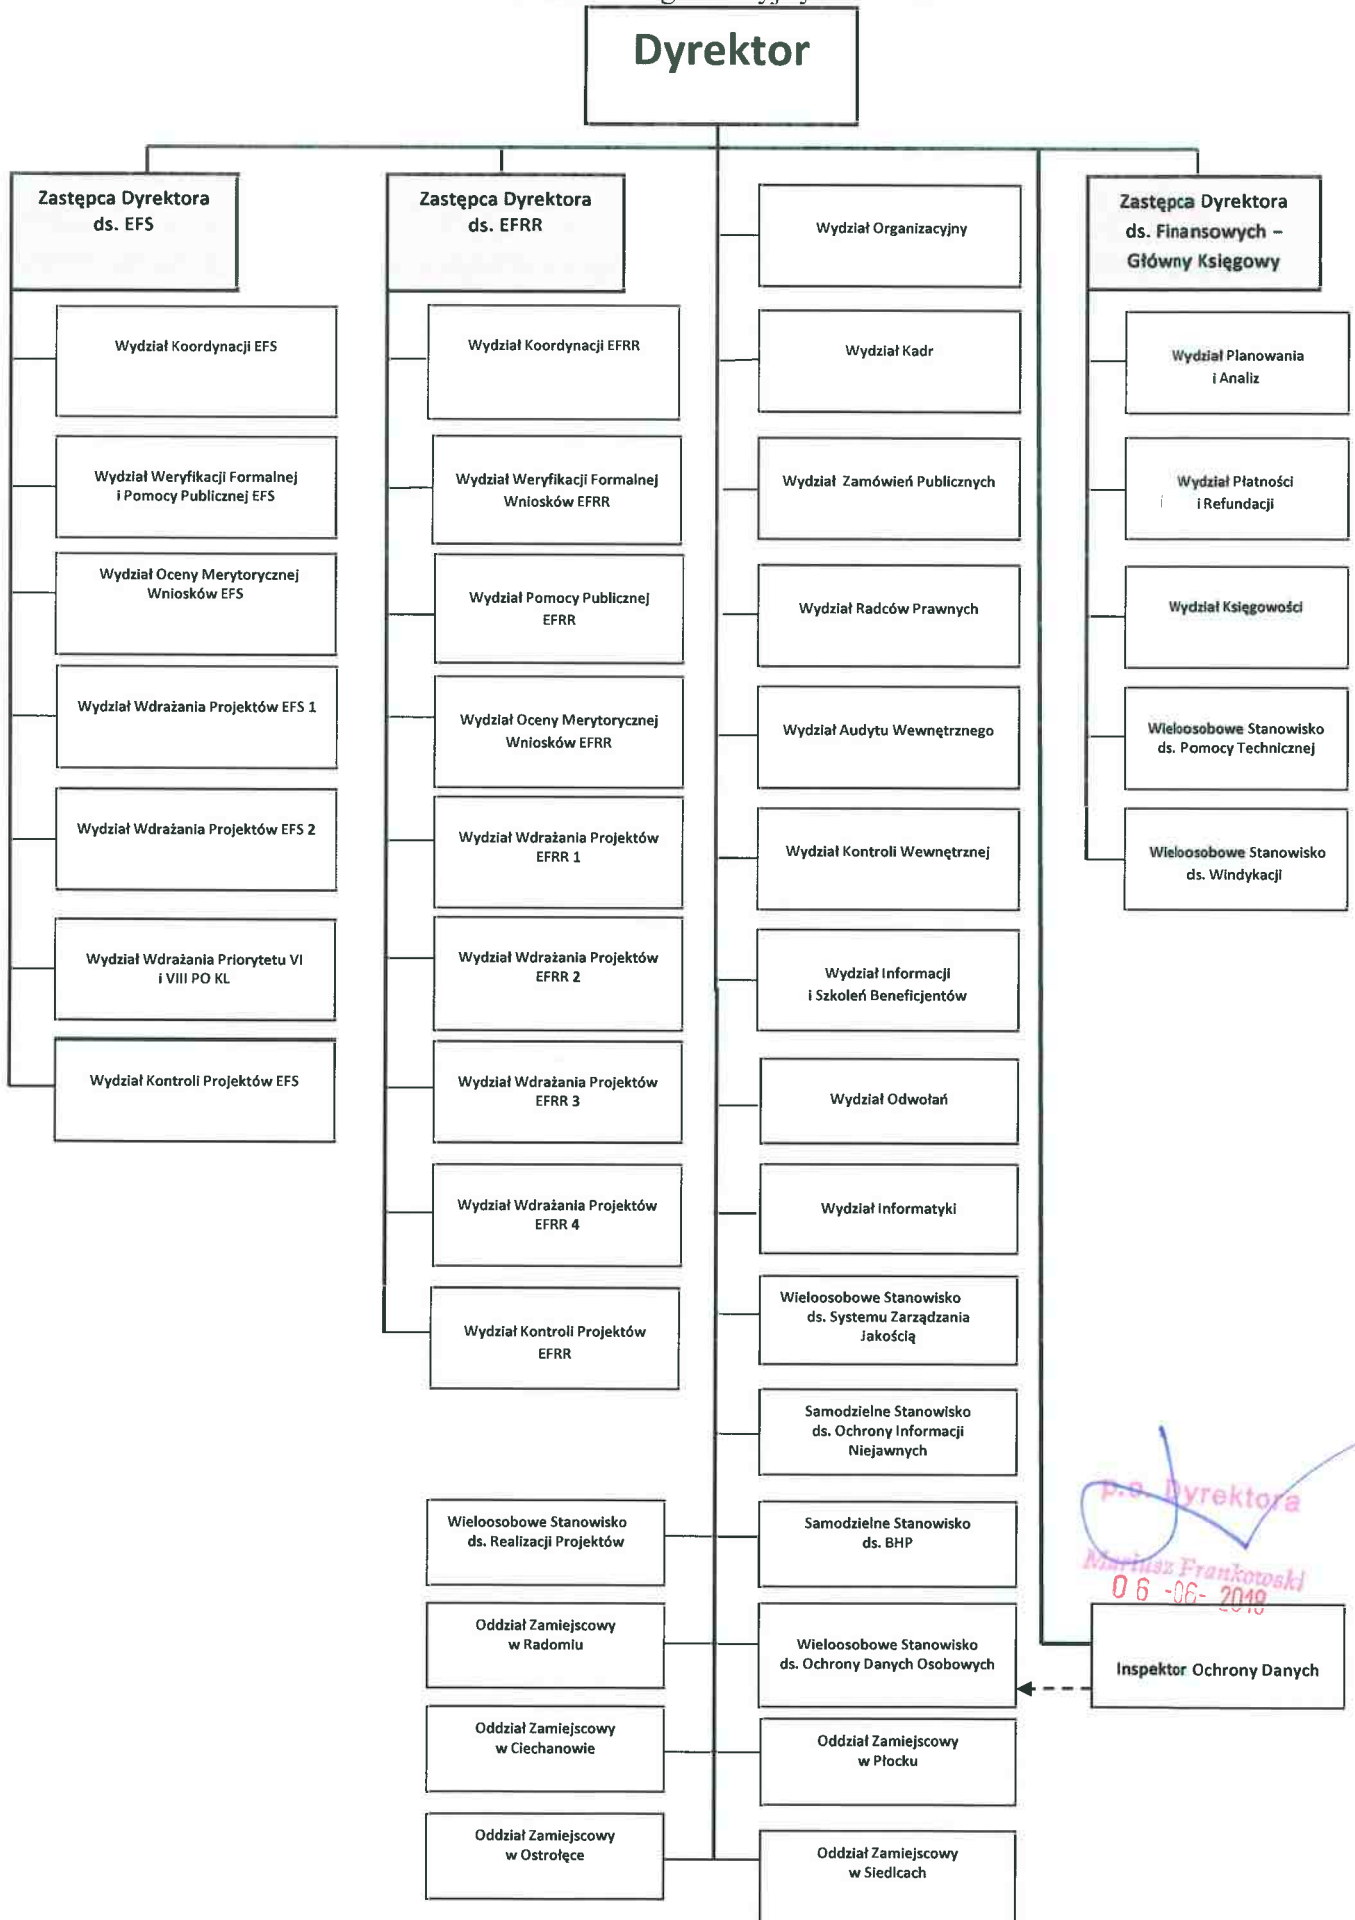 Dyrektor
Zastępca Dyrektora
ds. EFS
Wydział Koordynacji EFS
Wydział Weryfikacji Formalnej
i Pomocy Publicznej EFS
Wydział Oceny Merytorycznej
Wniosków EFS
Wydział Wdrażania Projektów EFS 1
Wydział Wdrażania Projektów EFS 2
Wydział Wdrażania Priorytetu VI
i VIII PO KL
Wydział Kontroli Projektów EFS
Zastępca Dyrektora
ds. EFRR
Wydział Koordynacji EFRR
Wydział Weryfikacji Formalnej
Wniosków EFRR
Wydział Pomocy Publicznej
EFRR
Wydział Oceny Merytorycznej
Wniosków EFRR
Wydział Wdrażania Projektów
EFRR 1
Wydział Wdrażania Projektów
EFRR 2
Wydział Wdrażania Projektów
EFRR 3
Wydział Wdrażania Projektów
EFRR 4
Wydział Kontroli Projektów
EFRR
Wieloosobowe Stanowisko
ds. Realizacji Projektów
Oddział Zamiejscowy
w Radomiu
Oddział Zamiejscowy
w Ciechanowie
Oddział Zamiejscowy
w Ostrołęce
Wydział Organizacyjny
Wydział Kadr
Wydział Zamówień Publicznych
Wydział Radców Prawnych
Wydział Audytu Wewnętrznego
Wydział Kontroli Wewnętrznej
Wydział Informacji
i Szkoleń Beneficjentów
Wydział Odwołań
Wydział Informatyki
Wieloosobowe Stanowisko
ds. Systemu Zarządzania
Jakością
Samodzielne Stanowisko
ds. Ochrony Informacji
Niejawnych
Samodzielne Stanowisko
ds. BHP
Wieloosobowe Stanowisko
ds. Ochrony Danych Osobowych
Oddział Zamiejscowy
w Płocku
Oddział Zamiejscowy
w Siedlcach
Zastępca Dyrektora
ds. Finansowych –
Główny Księgowy
Wydział Planowania
i Analiz
Wydział Płatności
i Refundacji
Wydział Księgowości
Wieloosobowe Stanowisko
ds. Pomocy Technicznej
Wieloosobowe Stanowisko
ds. Windykacji
p.o. Dyrektora
Mariusz Frankowski
06 -06- 2018
Inspektor Ochrony Danych